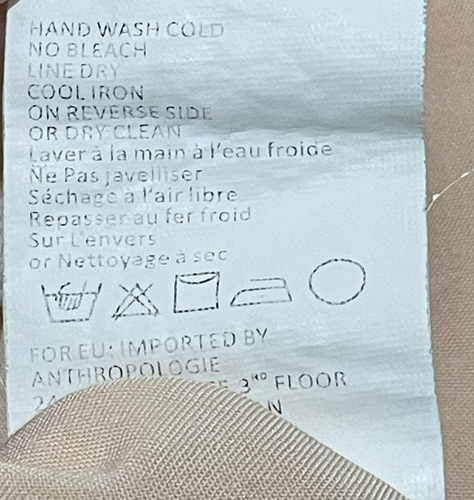 HAND WASH COLD
NO BLEACH
LINE DRY
COOL IRON
ON REVERSE SIDE
OR DRY CLEAN
Laver à la main à l'eau froide
Ne Pas javelliser
Séchage à l'air libre
Repasser au fer froid
Sur L'envers
or Nettoyage à sec
FOR EU: IMPORTED BY
ANTHROPOLOGIE
3RD FLOOR